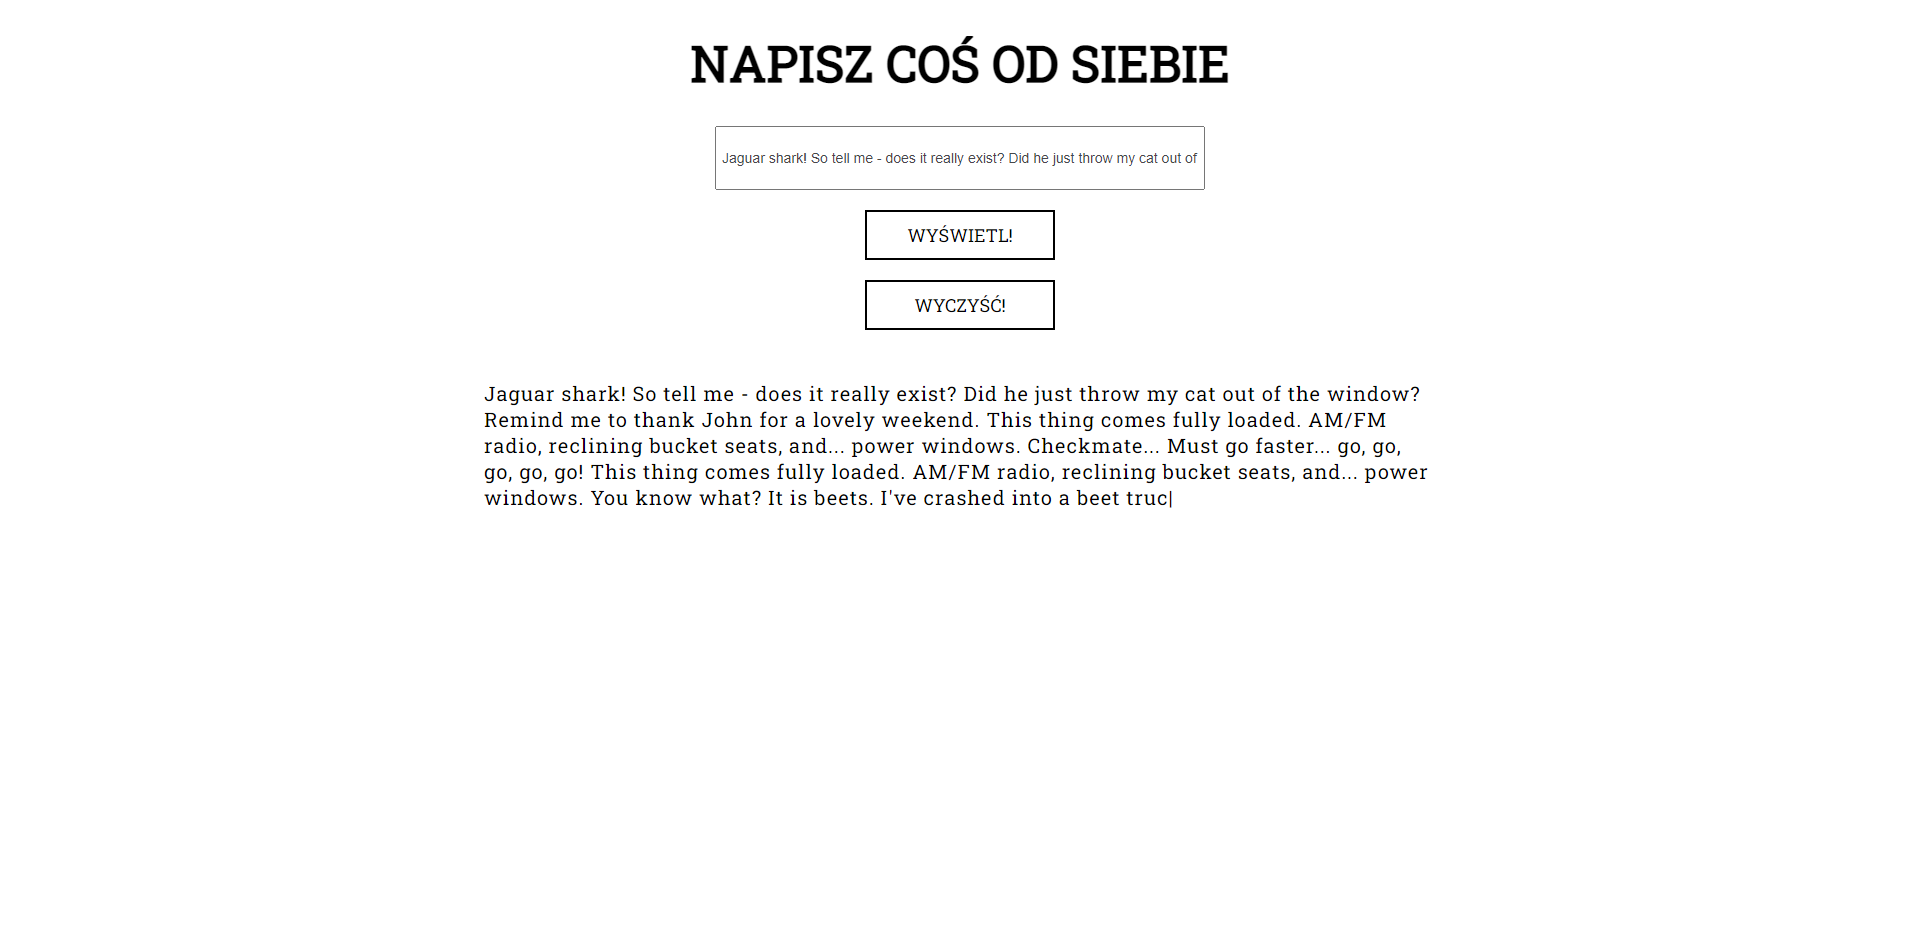 NAPISZ COŚ OD SIEBIE
Jaguar shark! So tell me - does it really exist? Did he just throw my cat out of
WYŚWIETL!
WYCZYŚĆ!
Jaguar shark! So tell me - does it really exist? Did he just throw my cat out of the window?
Remind me to thank John for a lovely weekend. This thing comes fully loaded. AM/FM
radio, reclining bucket seats, and... power windows. Checkmate... Must go faster... go, go,
go, go, go! This thing comes fully loaded. AM/FM radio, reclining bucket seats, and... power
windows. You know what? It is beets. I've crashed into a beet truc|